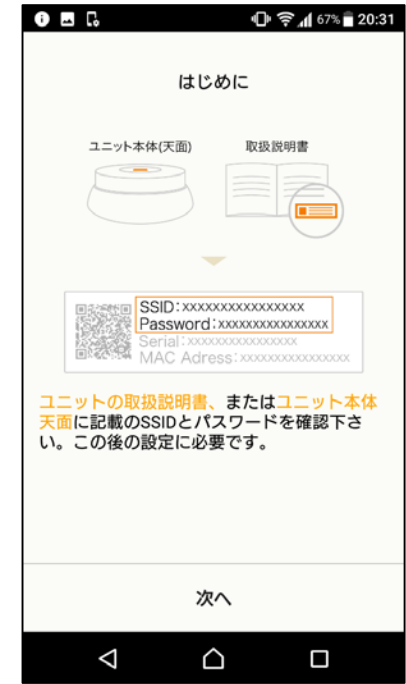 67% 20:31
はじめに
ユニット本体(天面) 取扱説明書
SSID:xxxxxxxxxxxxxxxx
Password:xxxxxxxxxxxxxxxx
Serial:xxxxxxxxxxxxxxxx
MAC Adress:xxxxxxxxxxxxxxxx
ユニットの取扱説明書、またはユニット本体
天面に記載のSSIDとパスワードを確認下さ
い。この後の設定に必要です。
次へ